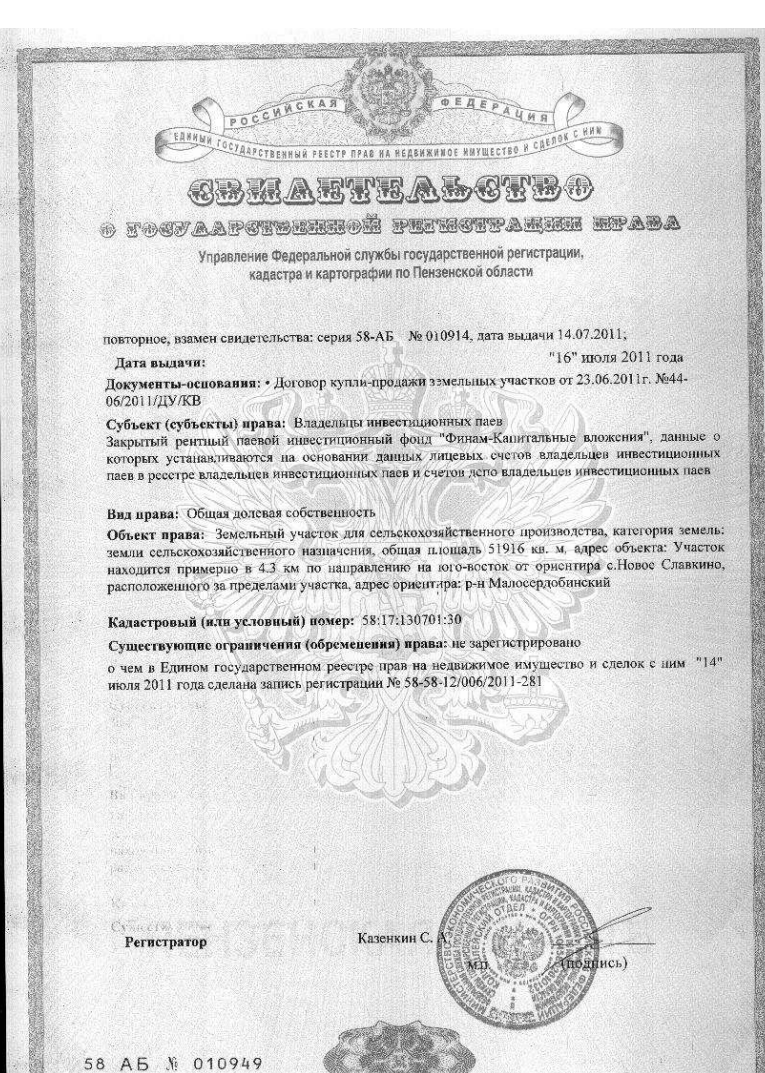 РОССИЙСКАЯ ФЕДЕРАЦИЯ
ЕДИНЫЙ ГОСУДАРСТВЕННЫЙ РЕЕСТР ПРАВ НА НЕДВИЖИМОЕ ИМУЩЕСТВО И СДЕЛОК С НИМ
СВИДЕТЕЛЬСТВО
О ГОСУДАРСТВЕННОЙ РЕГИСТРАЦИИ ПРАВА
Управление Федеральной службы государственной регистрации,
кадастра и картографии по Пензенской области
повторное, взамен свидетельства: серия 58-АБ № 010914, дата выдачи 14.07.2011;
Дата выдачи: "16" июля 2011 года
Документы-основания: • Договор купли-продажи земельных участков от 23.06.2011г. №44-
06/2011/ДУ/КВ
Субъект (субъекты) права: Владельцы инвестиционных паев
Закрытый рентный паевой инвестиционный фонд "Финам-Капитальные вложения", данные о
которых устанавливаются на основании данных лицевых счетов владельцев инвестиционных
паев в реестре владельцев инвестиционных паев и счетов депо владельцев инвестиционных паев
Вид права: Общая долевая собственность
Объект права: Земельный участок для сельскохозяйственного производства, категория земель:
земли сельскохозяйственного назначения, общая площадь 51916 кв. м, адрес объекта: Участок
находится примерно в 4.3 км по направлению на юго-восток от ориентира с.Новое Славкино,
расположенного за пределами участка, адрес ориентира: р-н Малосердобинский
Кадастровый (или условный) номер: 58:17:130701:30
Существующие ограничения (обременения) права: не зарегистрировано
о чем в Едином государственном реестре прав на недвижимое имущество и сделок с ним "14"
июля 2011 года сделана запись регистрации № 58-58-12/006/2011-281
Регистратор Казенкин С. А.
М.П. (подпись)
58 АБ № 010949